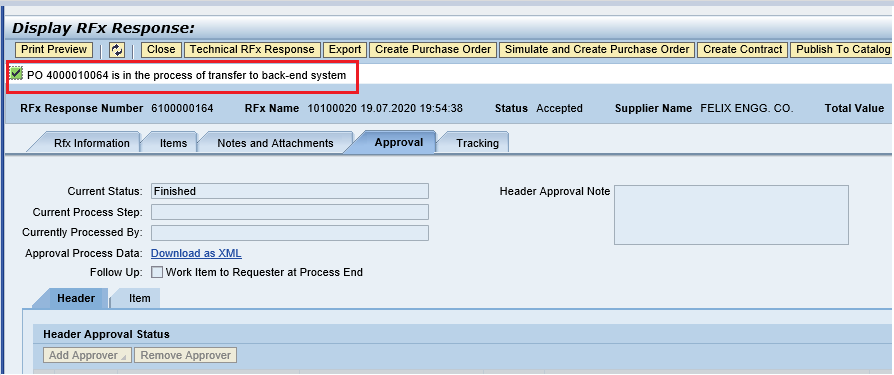 Display RFx Response:
Print Preview Close Technical RFx Response Export Create Purchase Order Simulate and Create Purchase Order Create Contract Publish To Catalog
PO 4000010064 is in the process of transfer to back-end system
RFx Response Number 6100000164 RFx Name 10100020 19.07.2020 19:54:38 Status Accepted Supplier Name FELIX ENGG. CO. Total Value
Rfx Information Items Notes and Attachments Approval Tracking
Current Status: Finished Header Approval Note
Current Process Step:
Currently Processed By:
Approval Process Data: Download as XML
Follow Up: Work Item to Requester at Process End
Header Item
Header Approval Status
Add Approver Remove Approver